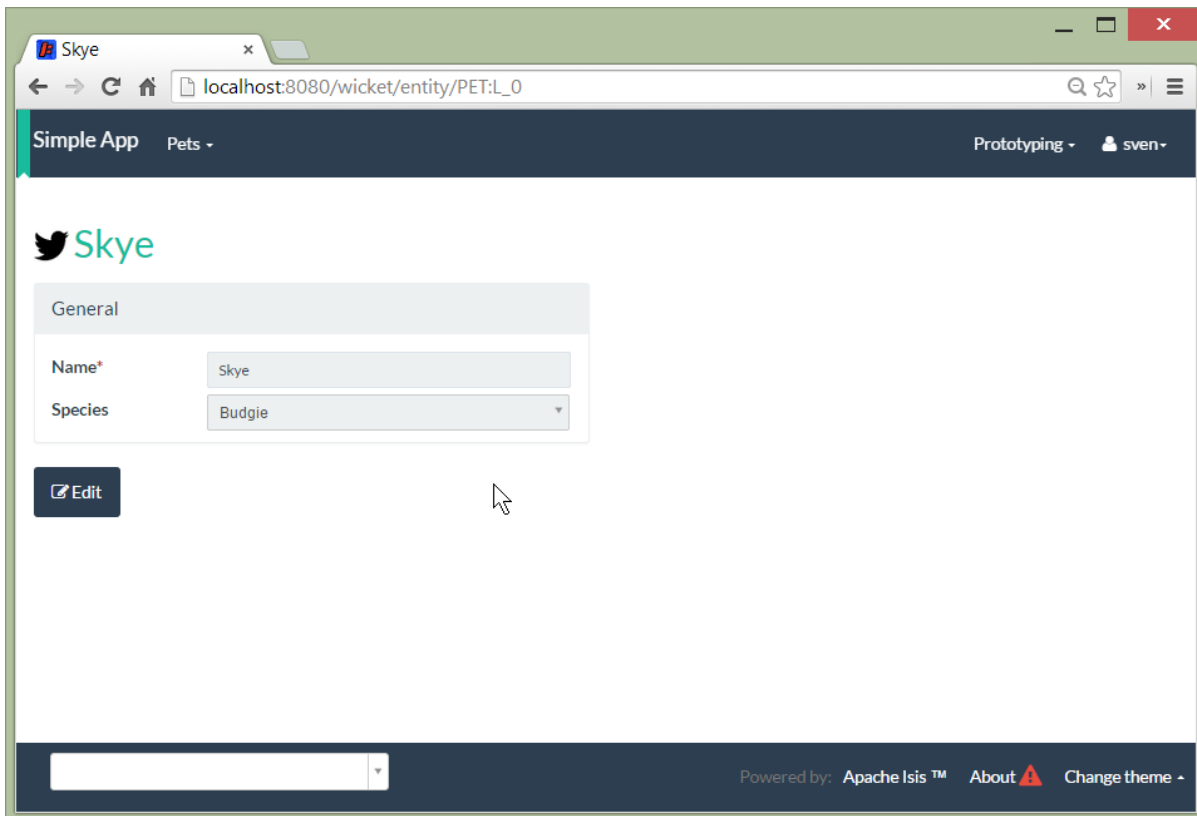 Skye
localhost:8080/wicket/entity/PET:L_0
Simple App Pets Prototyping sven
Skye
General
Name* Skye
Species Budgie
Edit
Powered by: Apache Isis ™ About Change theme